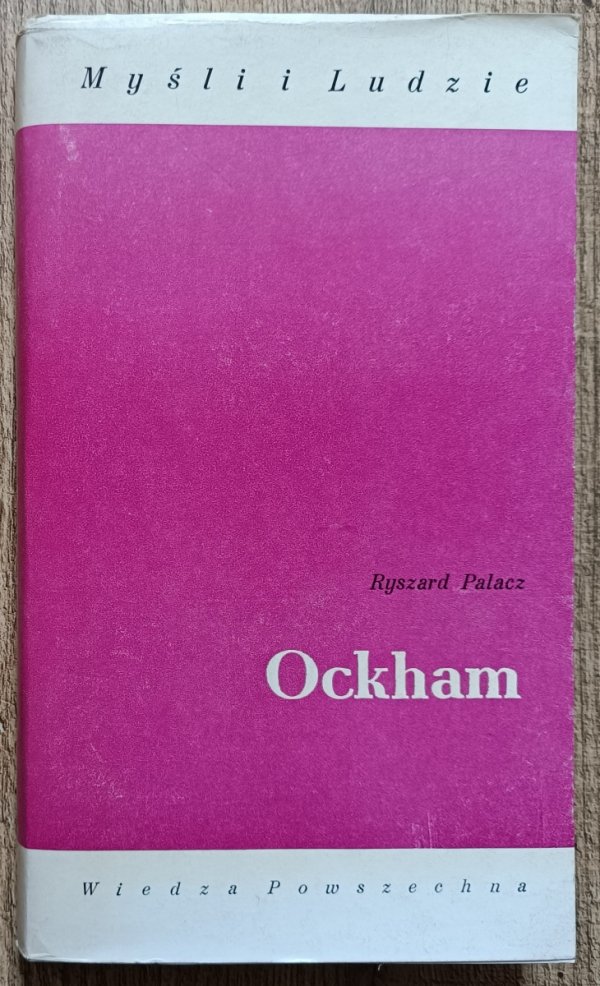 Myśli i Ludzie
Ryszard Palacz
Ockham
Wiedza Powszechna